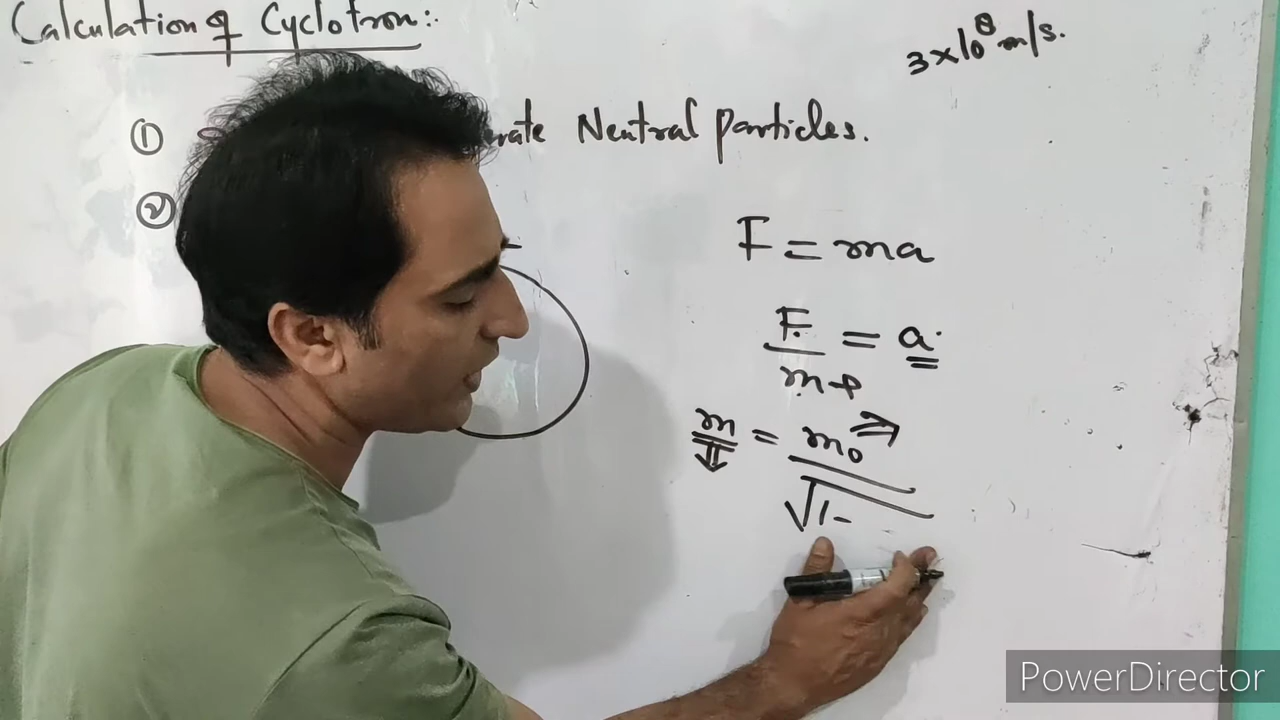 Calculation of Cyclotron:-
3×10⁸ m/s.
① Neutral particles.
②
F = ma
F/m = a
m = m₀
√1-
PowerDirector